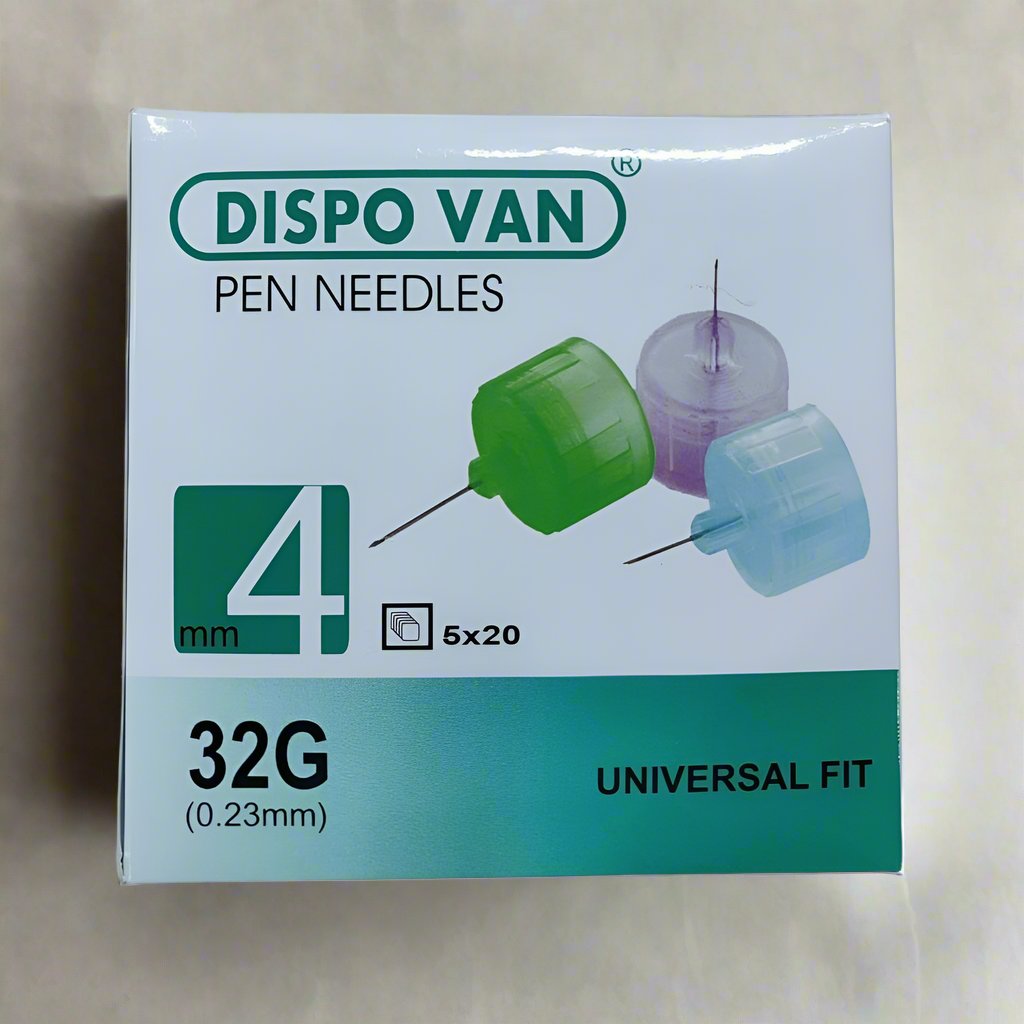 DISPO VAN®
PEN NEEDLES
4
mm
5x20
32G
(0.23mm)
UNIVERSAL FIT